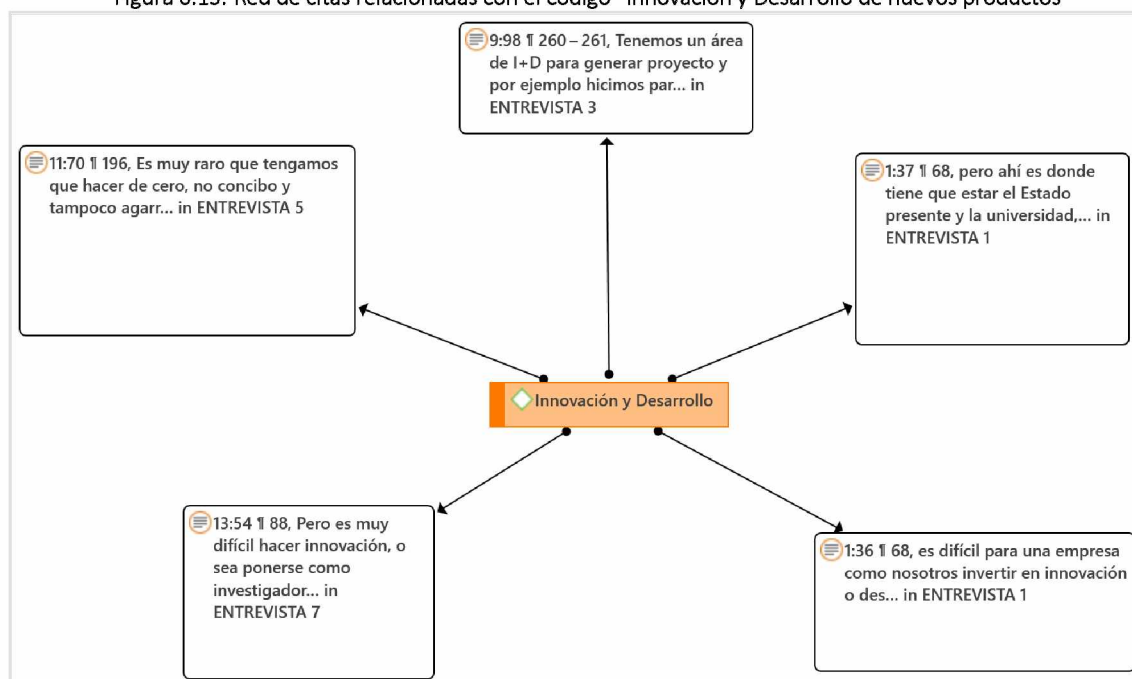 Figura 6.15: Red de citas relacionadas con el código "Innovación y Desarrollo de nuevos productos"
9:98 ¶ 260 – 261, Tenemos un área
de I+D para generar proyecto y
por ejemplo hicimos par... in
ENTREVISTA 3
11:70 ¶ 196, Es muy raro que tengamos
que hacer de cero, no concibo y
tampoco agarr... in ENTREVISTA 5
1:37 ¶ 68, pero ahí es donde
tiene que estar el Estado
presente y la universidad,... in
ENTREVISTA 1
Innovación y Desarrollo
13:54 ¶ 88, Pero es muy
difícil hacer innovación, o
sea ponerse como
investigador... in
ENTREVISTA 7
1:36 ¶ 68, es difícil para una empresa
como nosotros invertir en innovación
o des... in ENTREVISTA 1